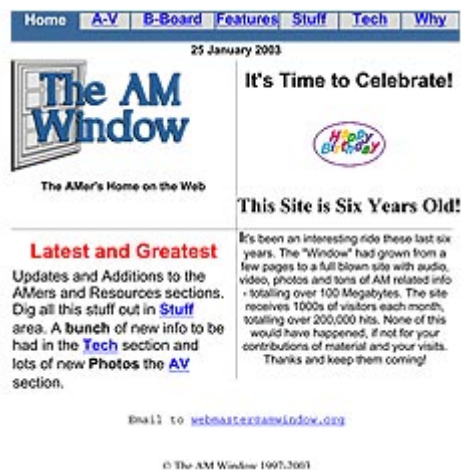 Home A-V B-Board Features Stuff Tech Why
25 January 2003
The AM
Window
The AMer's Home on the Web
It's Time to Celebrate!
Happy
Birthday
This Site is Six Years Old!
Latest and Greatest
Updates and Additions to the
AMers and Resources sections.
Dig all this stuff out in Stuff
area. A bunch of new info to be
had in the Tech section and
lots of new Photos the AV
section.
It's been an interesting ride these last six
years. The "Window" had grown from a
few pages to a full blown site with audio,
video, photos and tons of AM related info
- totalling over 100 Megabytes. The site
receives 1000s of visitors each month,
totalling over 200,000 hits. None of this
would have happened, if not for your
contributions of material and your visits.
Thanks and keep them coming!
Email to webmaster@amwindow.org
© The AM Window 1997-2003